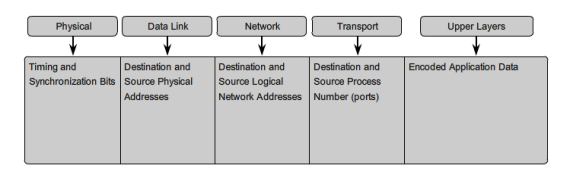 Physical
Data Link
Network
Transport
Upper Layers
Timing and
Synchronization Bits
Destination and
Source Physical
Addresses
Destination and
Source Logical
Network Addresses
Destination and
Source Process
Number (ports)
Encoded Application Data